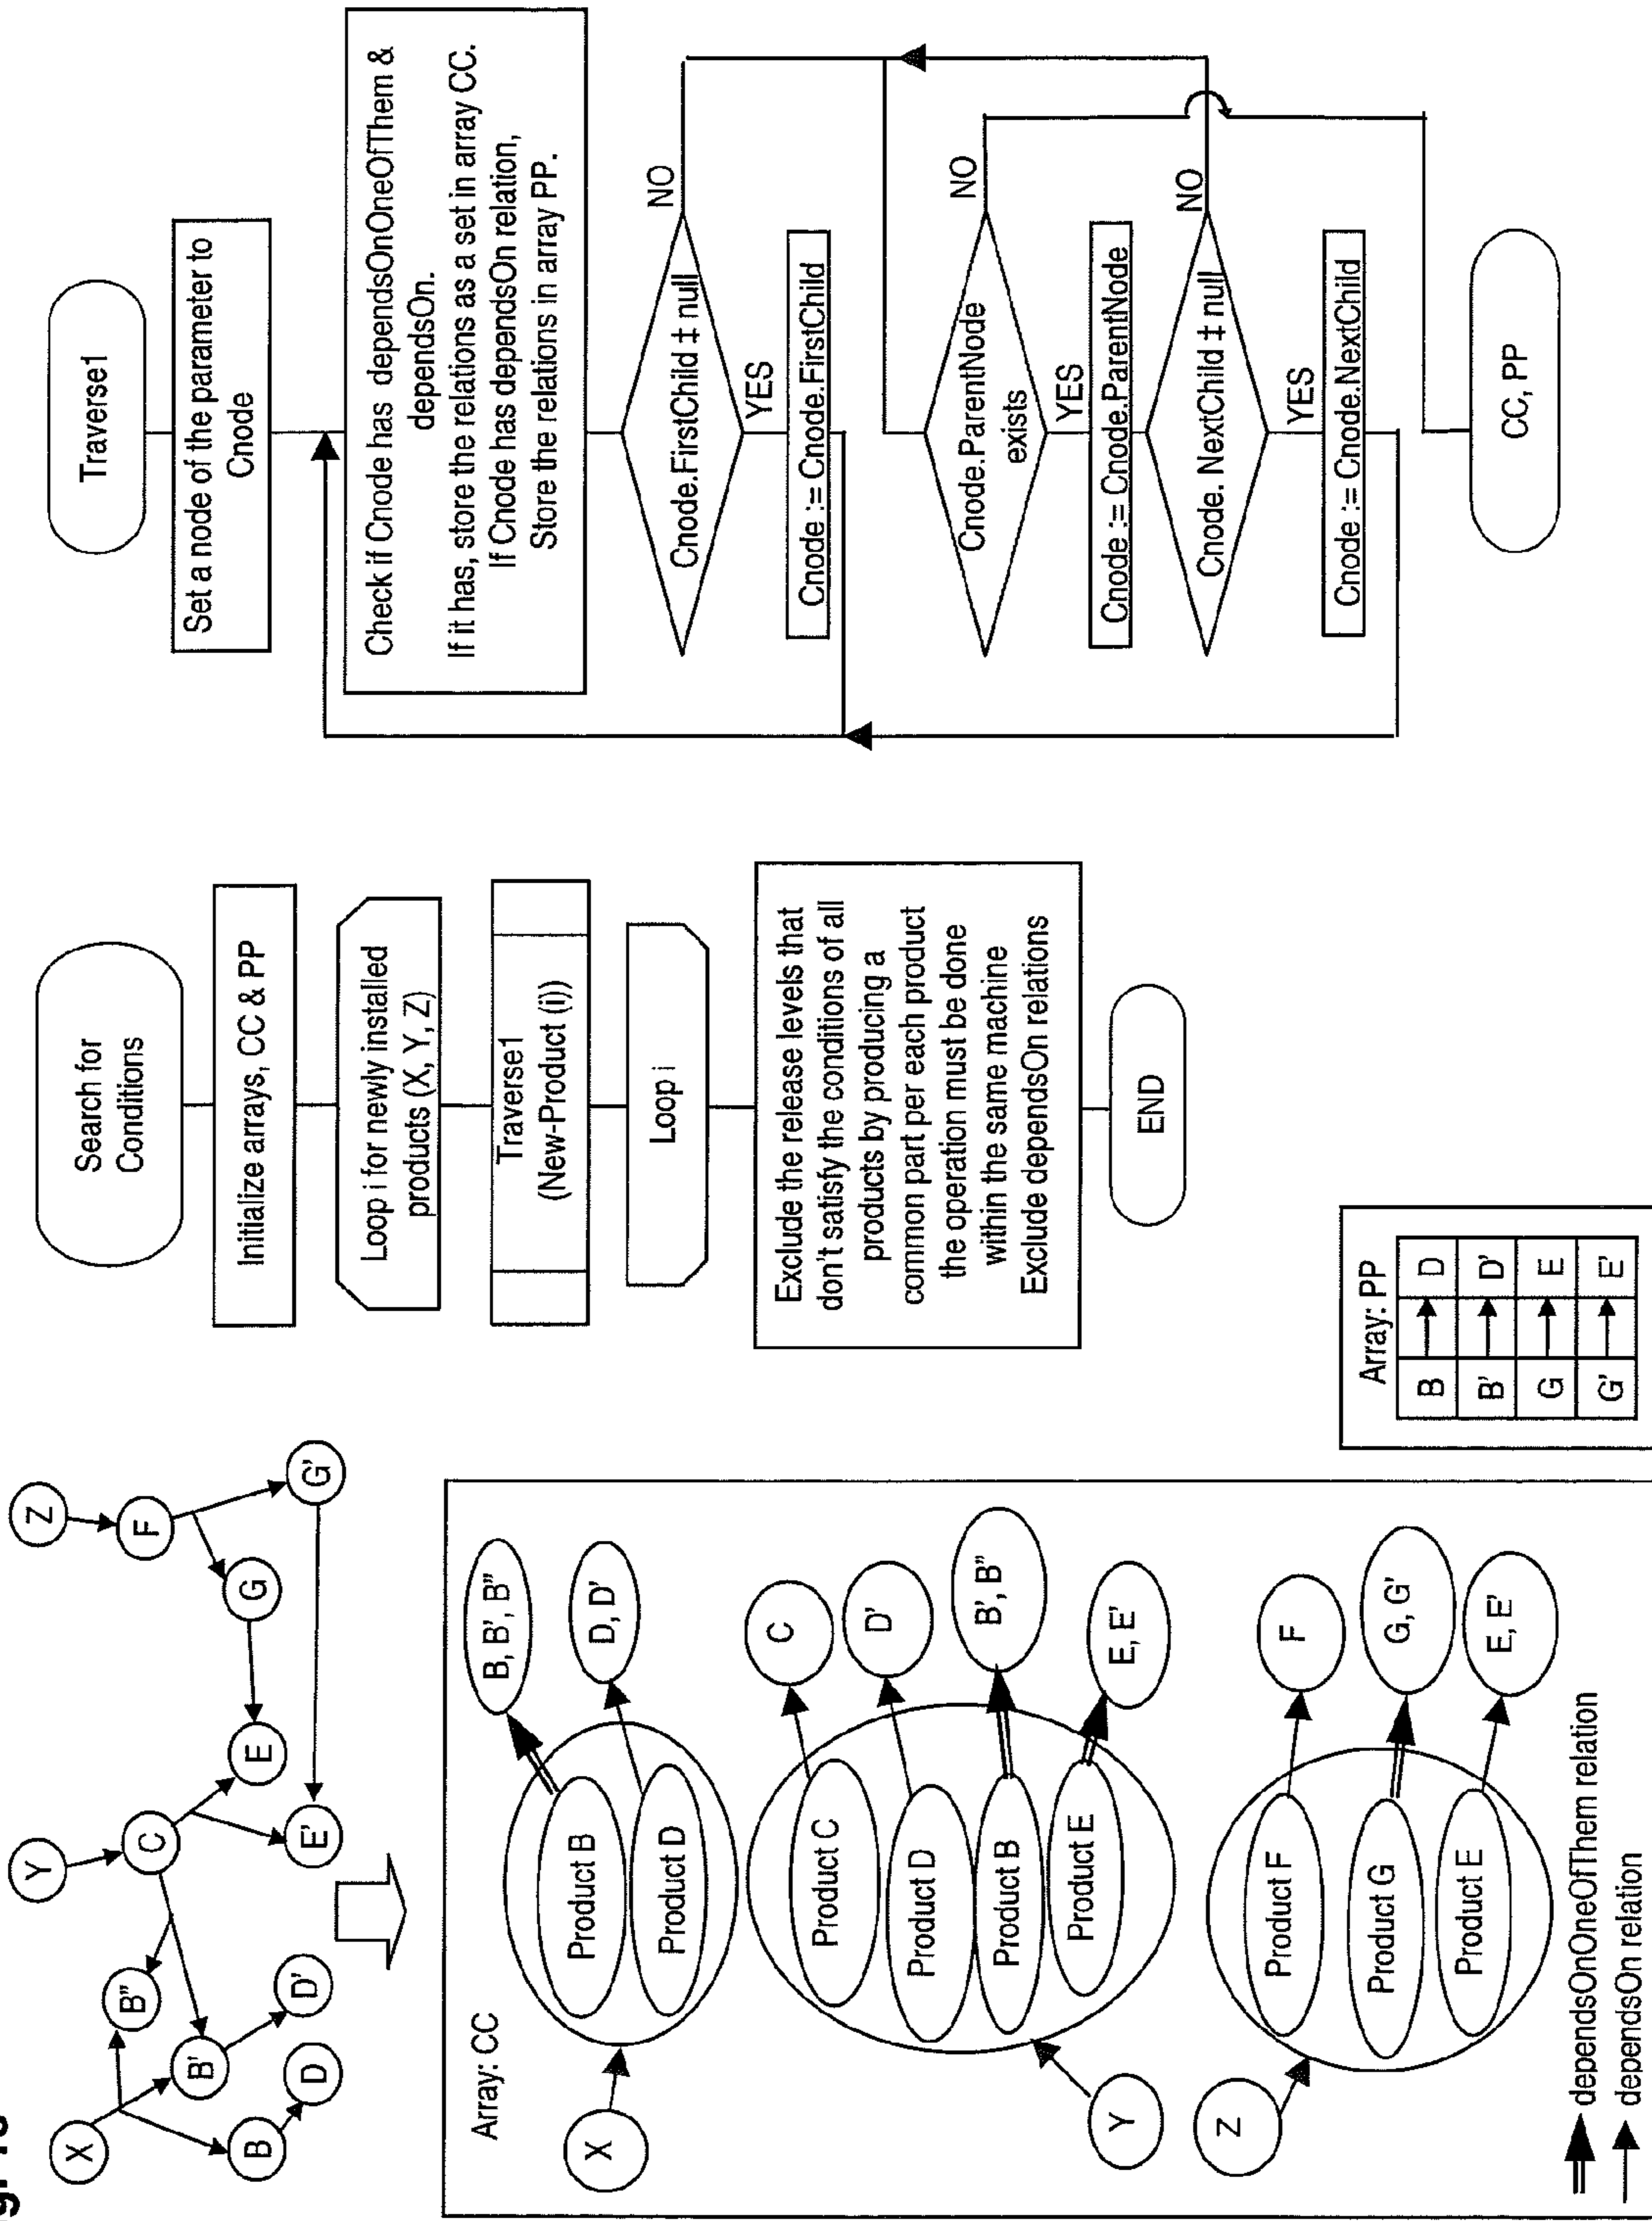 X
B
B'
B"
D
D'
Y
C
E'
E
Z
F
G
G'
Array: CC
X
Product B
B, B', B"
Product D
D, D'
Y
Product C
C
Product D
D'
Product B
B', B"
Product E
E, E'
Z
Product F
F
Product G
G, G'
Product E
E, E'
dependsOnOneOfThem relation
dependsOn relation
Array: PP
B D
B' D'
G E
G' E'
Search for
Conditions
Initialize arrays, CC & PP
Loop i for newly installed
products (X, Y, Z)
Traverse1
(New-Product (i))
Loop i
Exclude the release levels that
don't satisfy the conditions of all
products by producing a
common part per each product
the operation must be done
within the same machine
Exclude dependsOn relations
END
Traverse1
Set a node of the parameter to
Cnode
Check if Cnode has dependsOnOneOfThem &
dependsOn.
If it has, store the relations as a set in array CC.
If Cnode has dependsOn relation,
Store the relations in array PP.
Cnode.FirstChild ‡ null
NO
YES
Cnode := Cnode.FirstChild
Cnode.ParentNode
exists
NO
YES
Cnode := Cnode.ParentNode
Cnode. NextChild ‡ null
NO
YES
Cnode := Cnode.NextChild
CC, PP